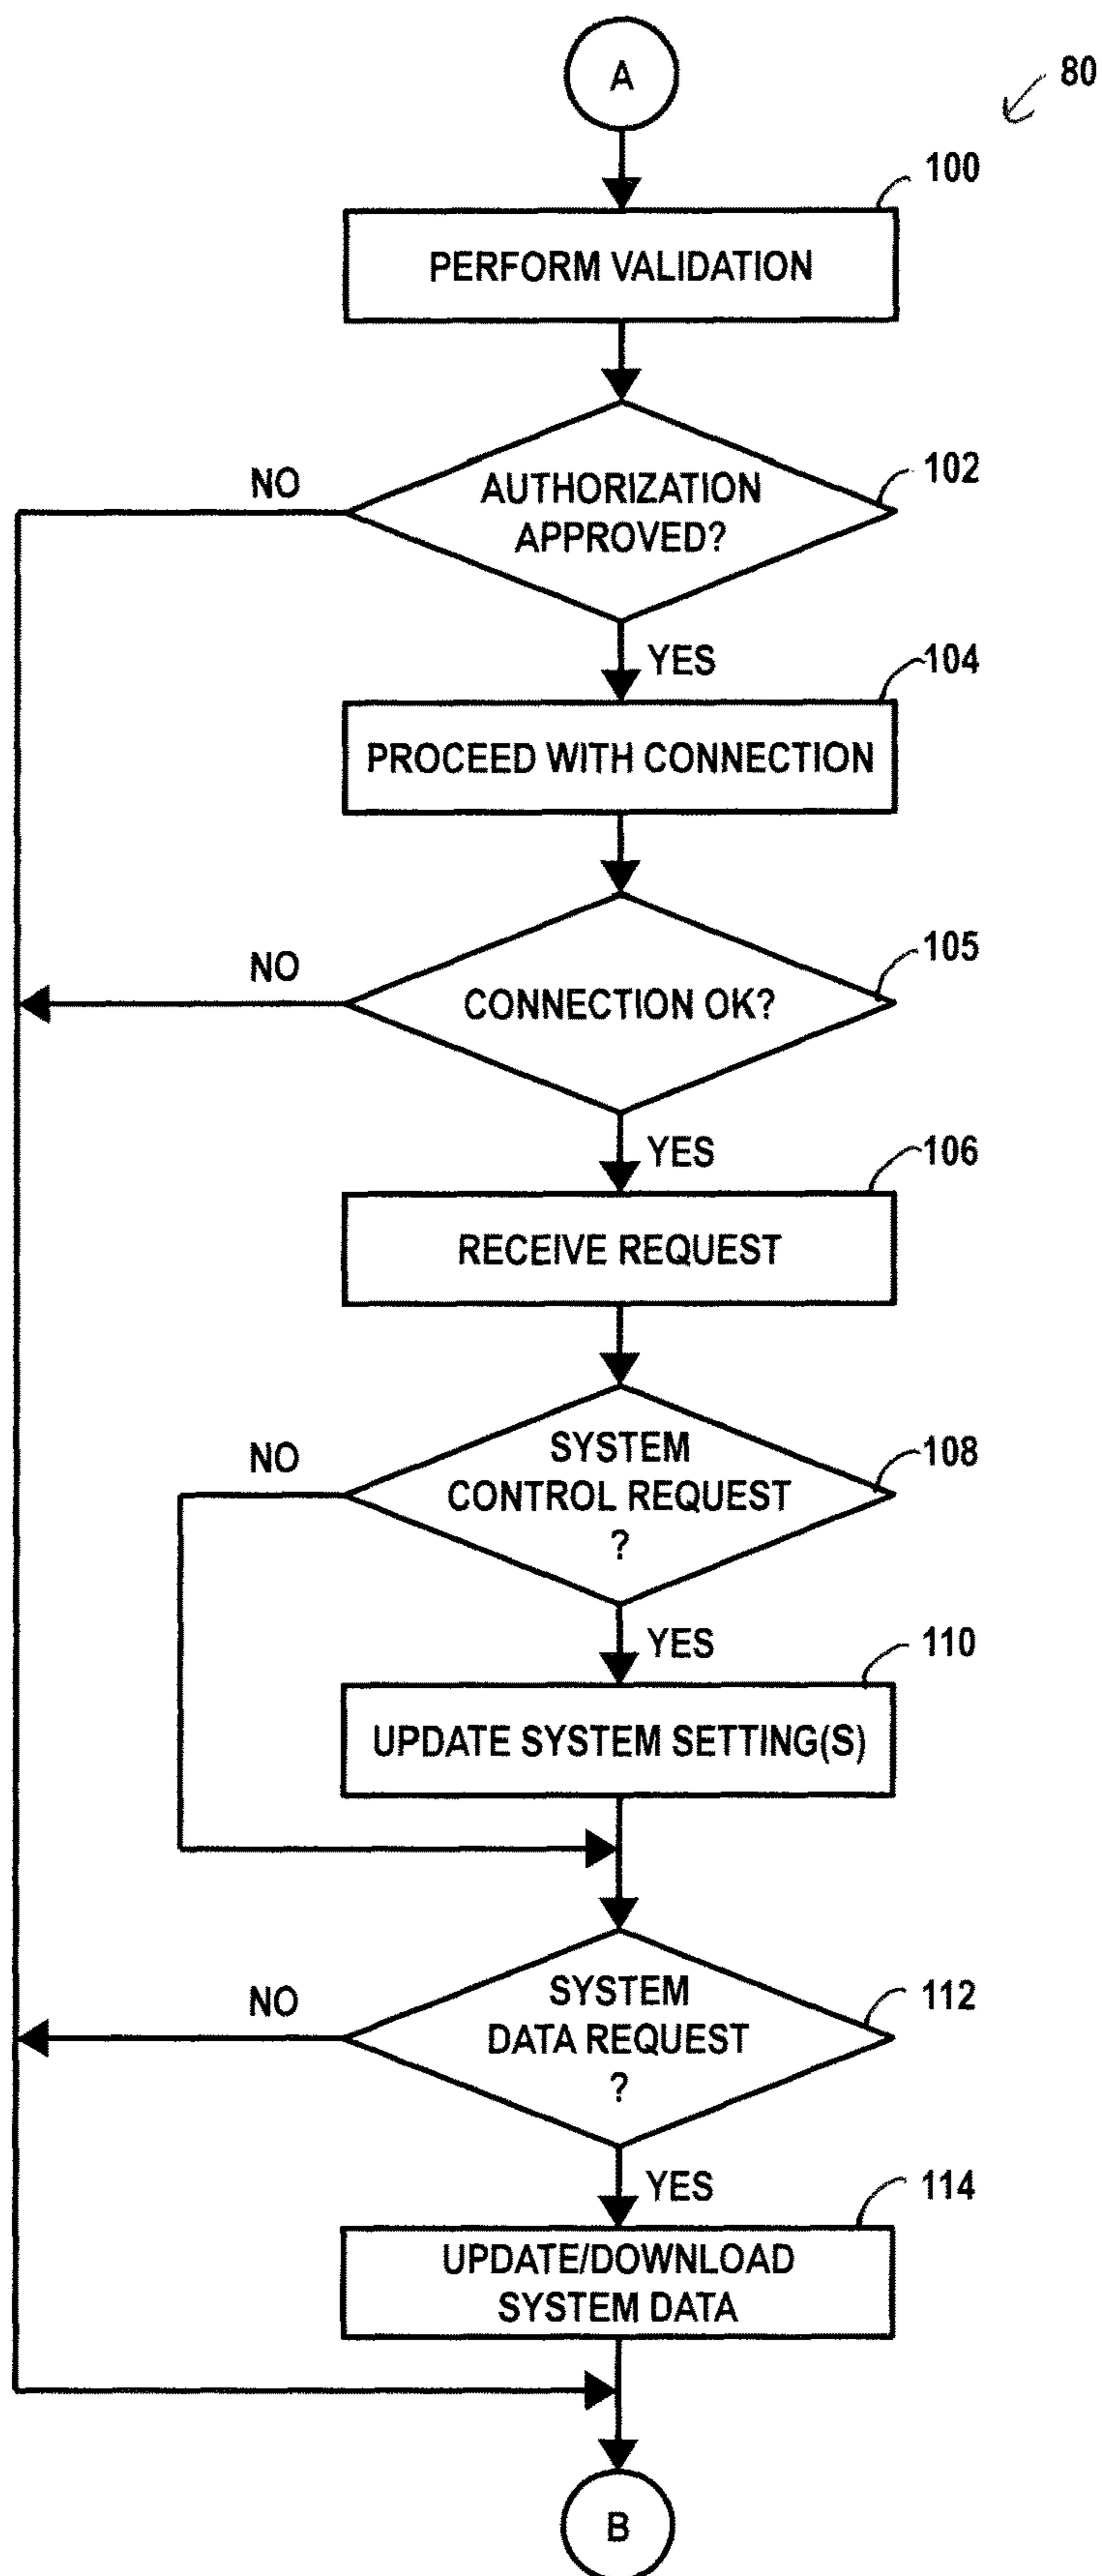 A
80
100
PERFORM VALIDATION
NO
AUTHORIZATION
APPROVED?
102
YES
104
PROCEED WITH CONNECTION
NO
CONNECTION OK?
105
YES
106
RECEIVE REQUEST
NO
SYSTEM
CONTROL REQUEST
?
108
YES
110
UPDATE SYSTEM SETTING(S)
NO
SYSTEM
DATA REQUEST
?
112
YES
114
UPDATE/DOWNLOAD
SYSTEM DATA
B